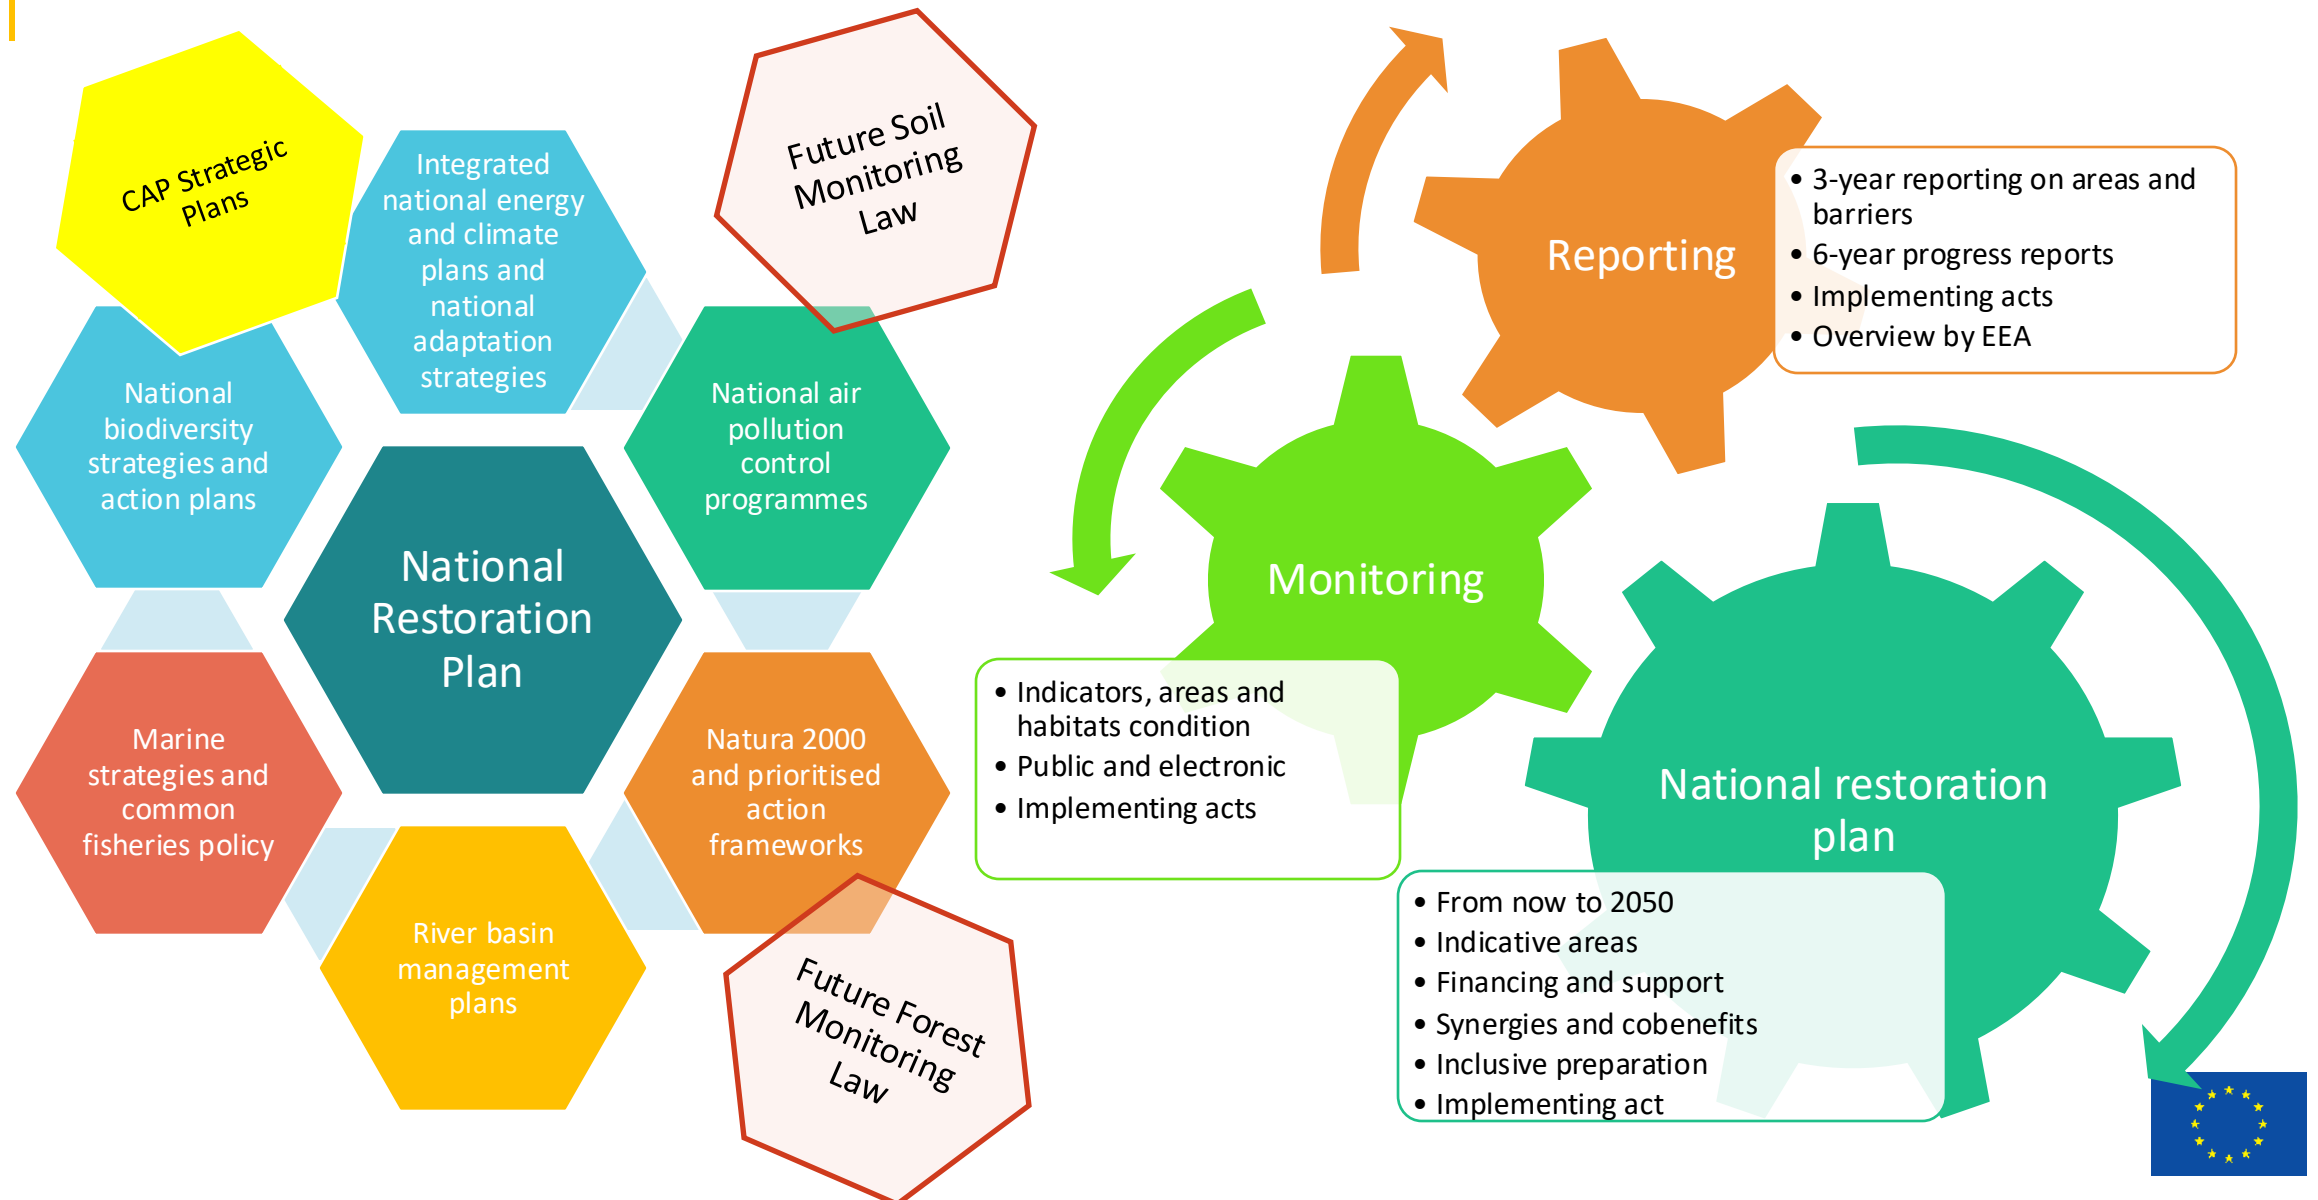 CAP Strategic
Plans
Integrated
national energy
and climate
plans and
national
adaptation
strategies
Future Soil
Monitoring
Law
National
biodiversity
strategies and
action plans
National air
pollution
control
programmes
National
Restoration
Plan
Marine
strategies and
common
fisheries policy
Natura 2000
and prioritised
action
frameworks
River basin
management
plans
Future Forest
Monitoring
Law
Reporting
• 3-year reporting on areas and
barriers
• 6-year progress reports
• Implementing acts
• Overview by EEA
Monitoring
• Indicators, areas and
habitats condition
• Public and electronic
• Implementing acts
National restoration
plan
• From now to 2050
• Indicative areas
• Financing and support
• Synergies and cobenefits
• Inclusive preparation
• Implementing act